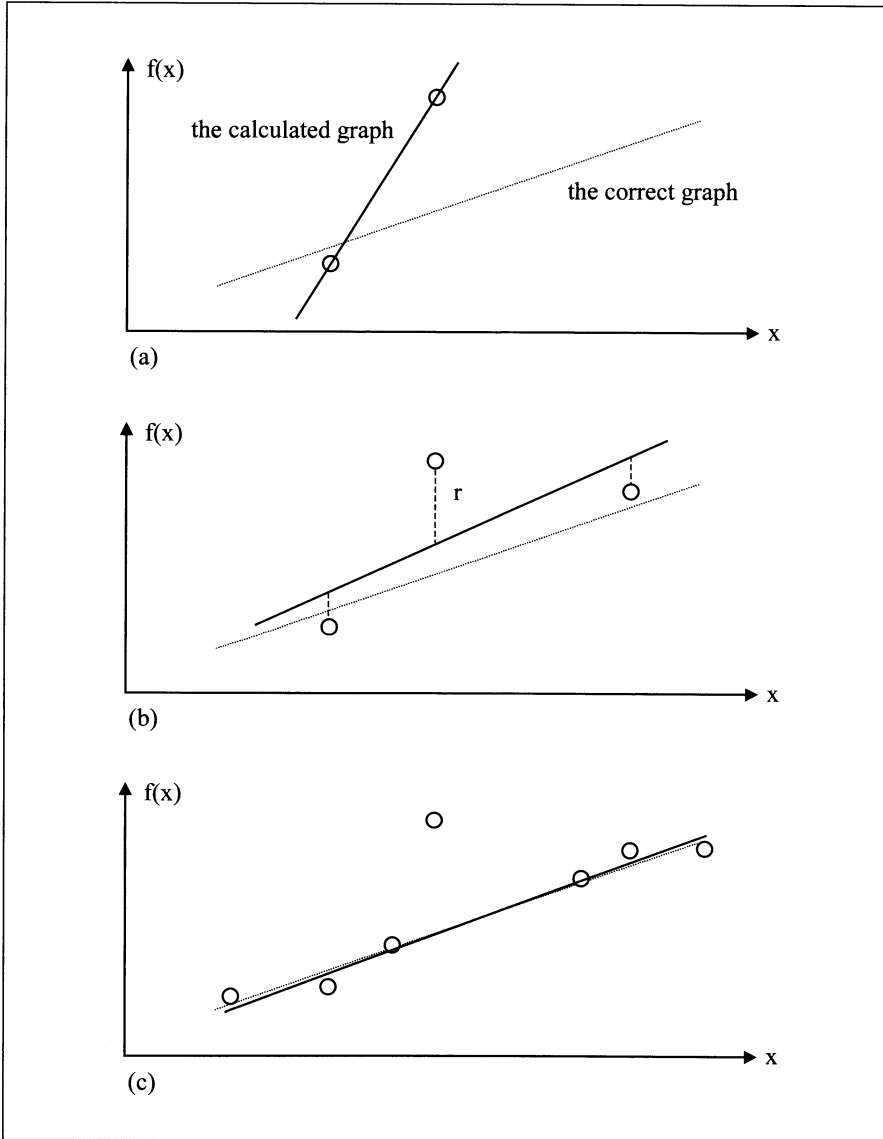 f(x)
the calculated graph
the correct graph
x
(a)
f(x)
r
x
(b)
f(x)
x
(c)